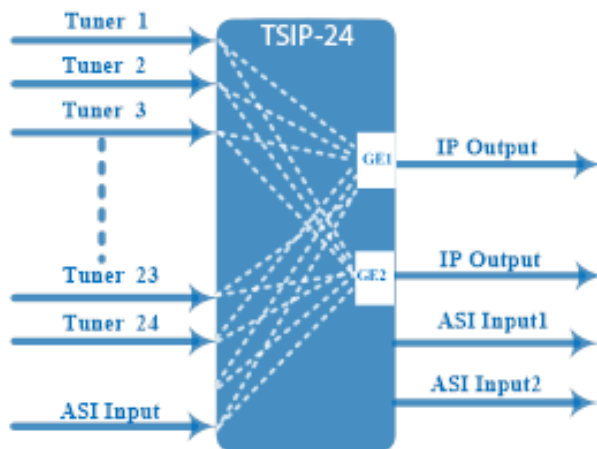 Tuner 1
Tuner 2
Tuner 3
Tuner 23
Tuner 24
ASI Input
TSIP-24
GE1
GE2
IP Output
IP Output
ASI Input1
ASI Input2